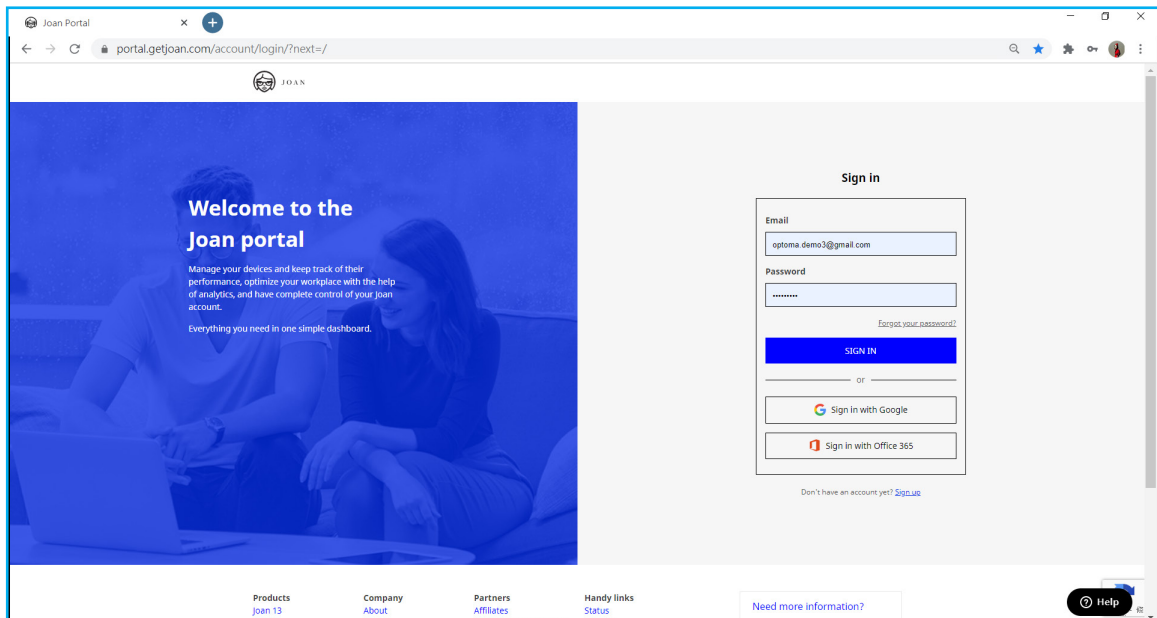 Joan Portal
portal.getjoan.com/account/login/?next=/
JOAN
Welcome to the
Joan portal
Manage your devices and keep track of their
performance, optimize your workplace with the help
of analytics, and have complete control of your Joan
account.
Everything you need in one simple dashboard.
Sign in
Email
optoma.demo3@gmail.com
Password
Forgot your password?
SIGN IN
or
Sign in with Google
Sign in with Office 365
Don't have an account yet? Sign up
Products Company Partners Handy links
Joan 13 About Affiliates Status
Need more information?
Help